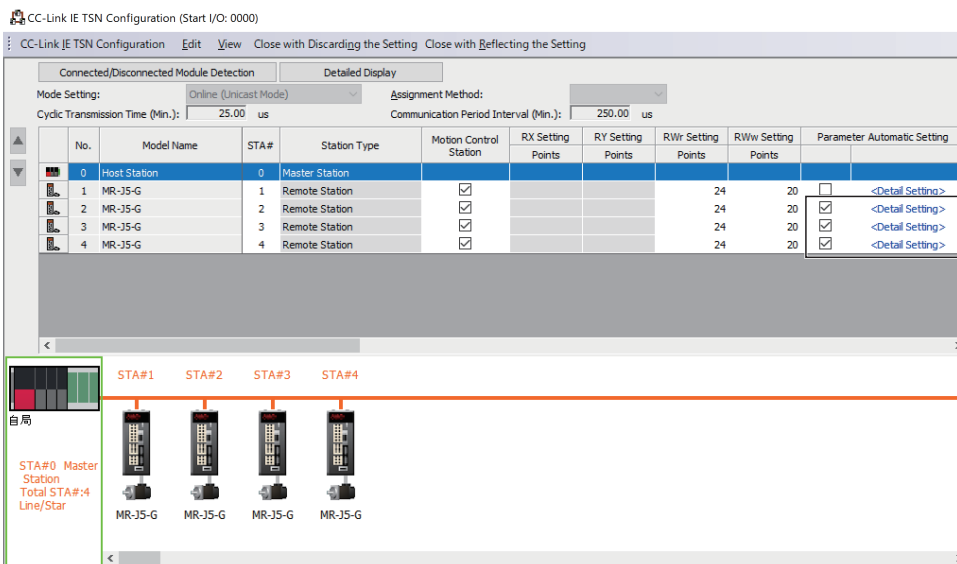 CC-Link IE TSN Configuration (Start I/O: 0000)
CC-Link IE TSN Configuration Edit View Close with Discarding the Setting Close with Reflecting the Setting
Connected/Disconnected Module Detection Detailed Display
Mode Setting: Online (Unicast Mode) Assignment Method:
Cyclic Transmission Time (Min.): 25.00 us Communication Period Interval (Min.): 250.00 us
No. Model Name STA# Station Type Motion Control Station RX Setting RY Setting RWr Setting RWw Setting Parameter Automatic Setting
Points Points Points Points
0 Host Station 0 Master Station
1 MR-J5-G 1 Remote Station 24 20 <Detail Setting>
2 MR-J5-G 2 Remote Station 24 20 <Detail Setting>
3 MR-J5-G 3 Remote Station 24 20 <Detail Setting>
4 MR-J5-G 4 Remote Station 24 20 <Detail Setting>
STA#1 STA#2 STA#3 STA#4
自局
STA#0 Master
Station
Total STA#:4
Line/Star
MR-J5-G MR-J5-G MR-J5-G MR-J5-G